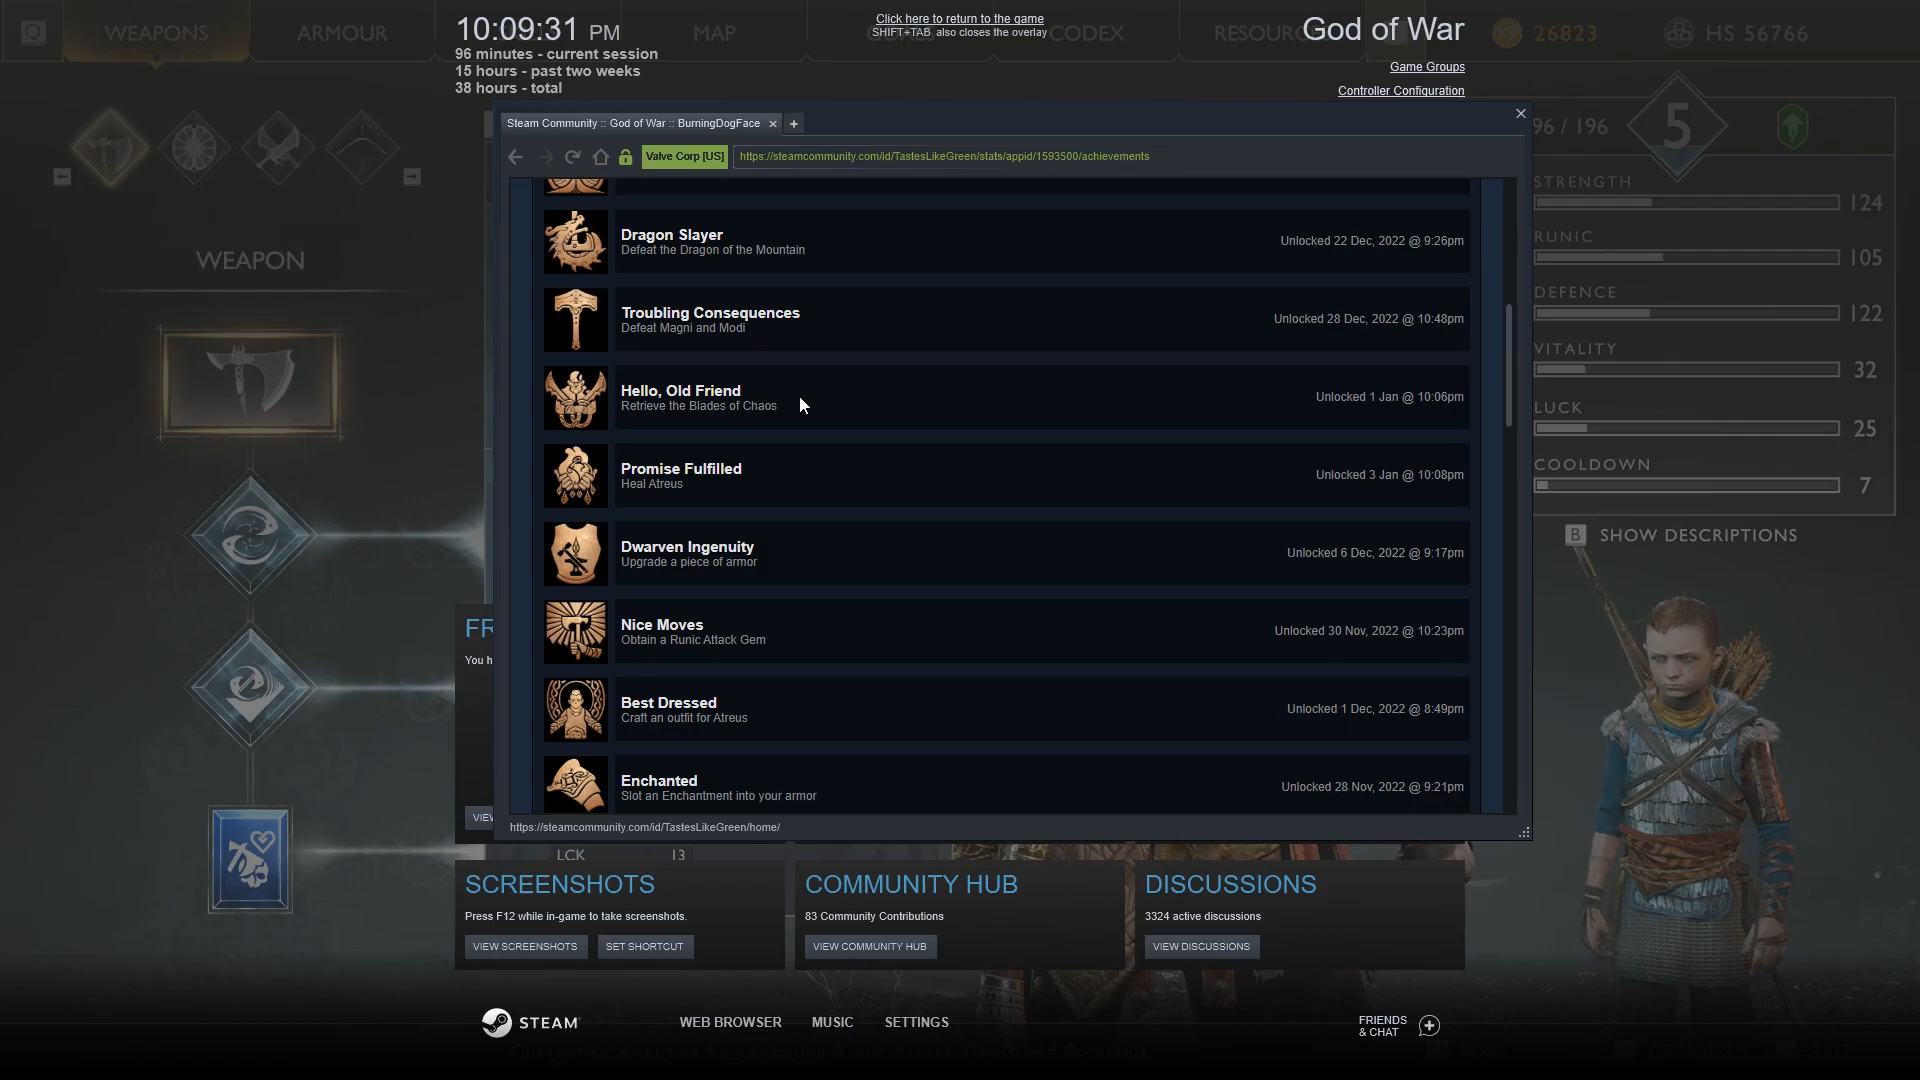 WEAPONS
ARMOUR
MAP
CODEX
26823
HS 56766
10:09:31 PM
96 minutes - current session
15 hours - past two weeks
38 hours - total
Click here to return to the game
SHIFT+TAB also closes the overlay
God of War
Game Groups
Controller Configuration
Steam Community :: God of War :: BurningDogFace
Valve Corp [US]
https://steamcommunity.com/id/TastesLikeGreen/stats/appid/1593500/achievements
Dragon Slayer
Defeat the Dragon of the Mountain
Unlocked 22 Dec, 2022 @ 9:26pm
Troubling Consequences
Defeat Magni and Modi
Unlocked 28 Dec, 2022 @ 10:48pm
Hello, Old Friend
Retrieve the Blades of Chaos
Unlocked 1 Jan @ 10:06pm
Promise Fulfilled
Heal Atreus
Unlocked 3 Jan @ 10:08pm
Dwarven Ingenuity
Upgrade a piece of armor
Unlocked 6 Dec, 2022 @ 9:17pm
Nice Moves
Obtain a Runic Attack Gem
Unlocked 30 Nov, 2022 @ 10:23pm
Best Dressed
Craft an outfit for Atreus
Unlocked 1 Dec, 2022 @ 8:49pm
Enchanted
Slot an Enchantment into your armor
Unlocked 28 Nov, 2022 @ 9:21pm
https://steamcommunity.com/id/TastesLikeGreen/home/
WEAPON
96 / 196
5
STRENGTH
124
RUNIC
105
DEFENCE
122
VITALITY
32
LUCK
25
COOLDOWN
7
B SHOW DESCRIPTIONS
FR
You h
VIEW
LCK 13
SCREENSHOTS
Press F12 while in-game to take screenshots.
VIEW SCREENSHOTS
SET SHORTCUT
COMMUNITY HUB
83 Community Contributions
VIEW COMMUNITY HUB
DISCUSSIONS
3324 active discussions
VIEW DISCUSSIONS
STEAM
WEB BROWSER
MUSIC
SETTINGS
FRIENDS
& CHAT